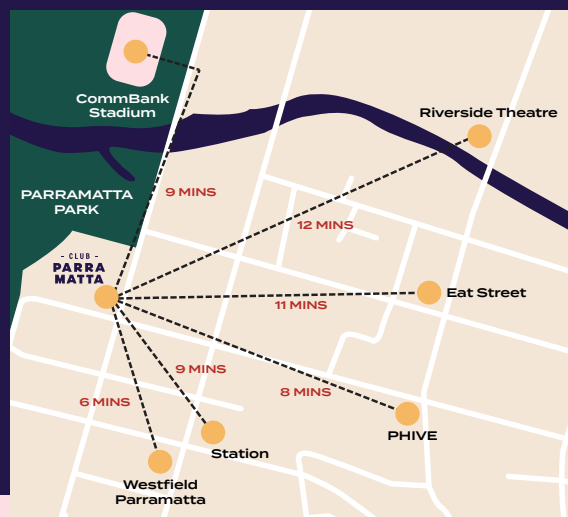 CommBank
Stadium
Riverside Theatre
PARRAMATTA
PARK
9 MINS
12 MINS
- CLUB -
PARRA
MATTA
Eat Street
11 MINS
9 MINS
8 MINS
6 MINS
PHIVE
Station
Westfield
Parramatta